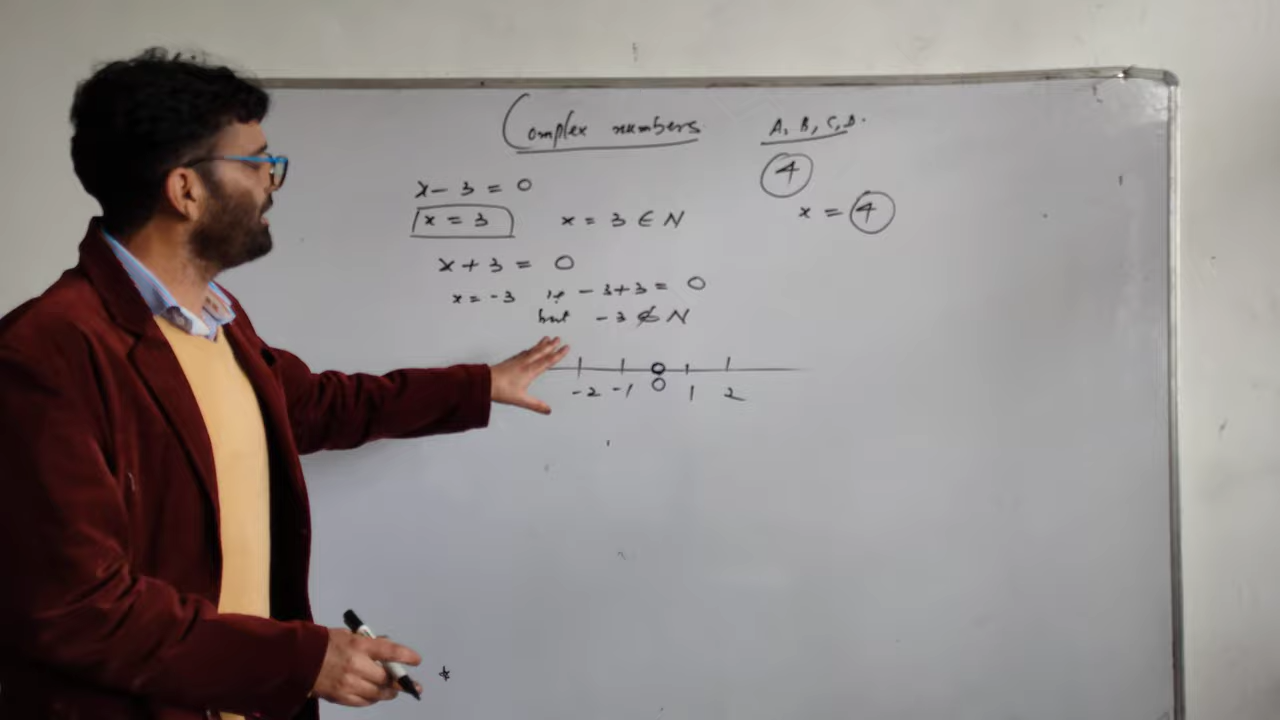 Complex numbers
A, B, C, D.
4
x = 4
x - 3 = 0
x = 3 x = 3 ∈ N
x + 3 = 0
x = -3 if -3+3 = 0
but -3 ∉ N
-2 -1 0 1 2